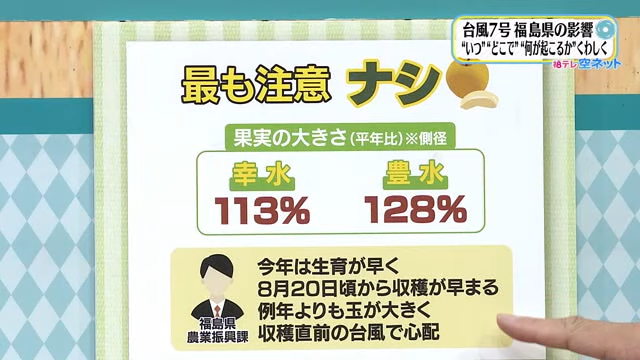 台風7号 福島県の影響
"いつ""どこで""何が起こるか"くわしく
福テレ空ネット
最も注意 ナシ
果実の大きさ(平年比)※側径
幸水 豊水
113% 128%
今年は生育が早く
8月20日頃から収穫が早まる
例年よりも玉が大きく
収穫直前の台風で心配
福島県
農業振興課